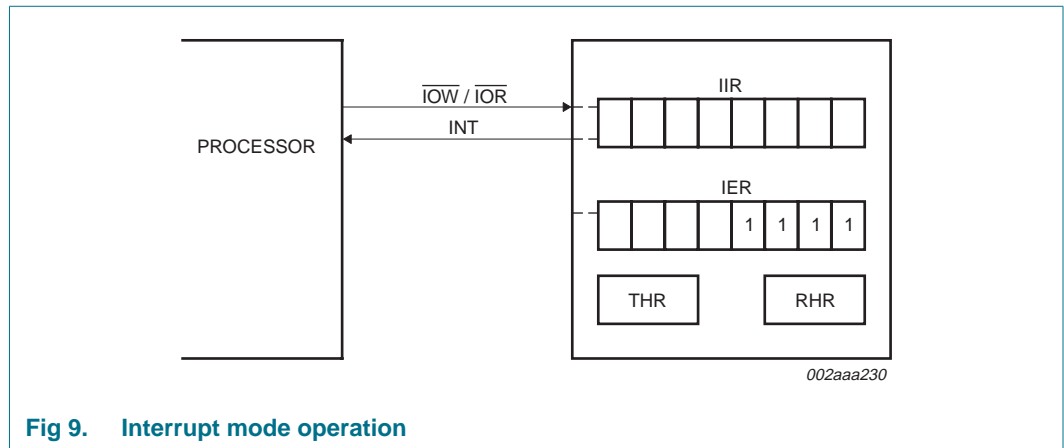 PROCESSOR
IOW / IOR
INT
IIR
IER
1 1 1 1
THR
RHR
002aaa230
Fig 9. Interrupt mode operation